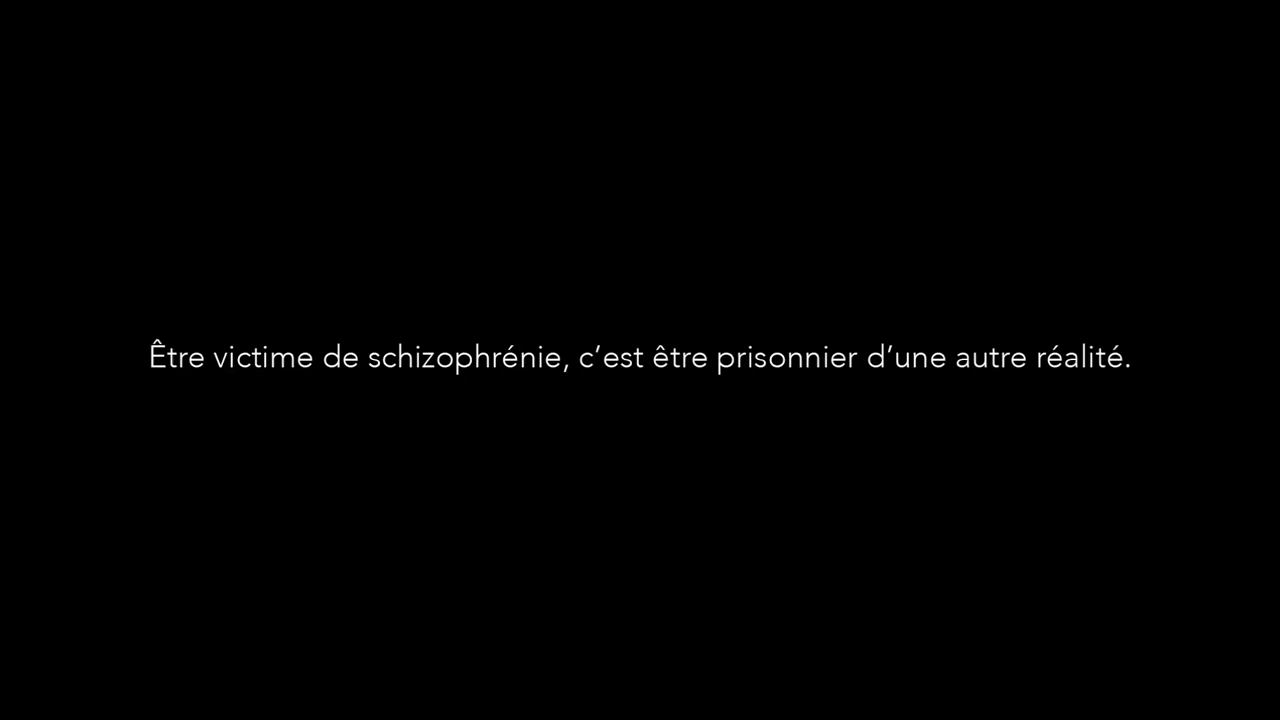 Être victime de schizophrénie, c’est être prisonnier d’une autre réalité.